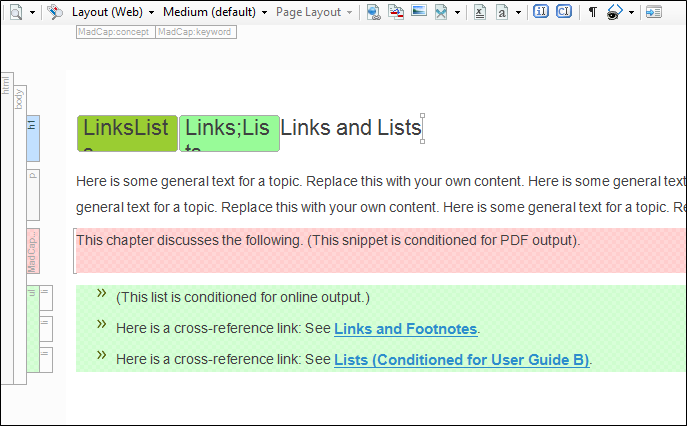 Layout (Web) Medium (default) Page Layout
MadCap:concept MadCap:keyword
html
body
h1
LinksList Links;Lis Links and Lists
p
Here is some general text for a topic. Replace this with your own content. Here is some general text
general text for a topic. Replace this with your own content. Here is some general text for a topic. Re
MadCap...
This chapter discusses the following. (This snippet is conditioned for PDF output).
ul
li
» (This list is conditioned for online output.)
li
» Here is a cross-reference link: See Links and Footnotes.
li
» Here is a cross-reference link: See Lists (Conditioned for User Guide B).